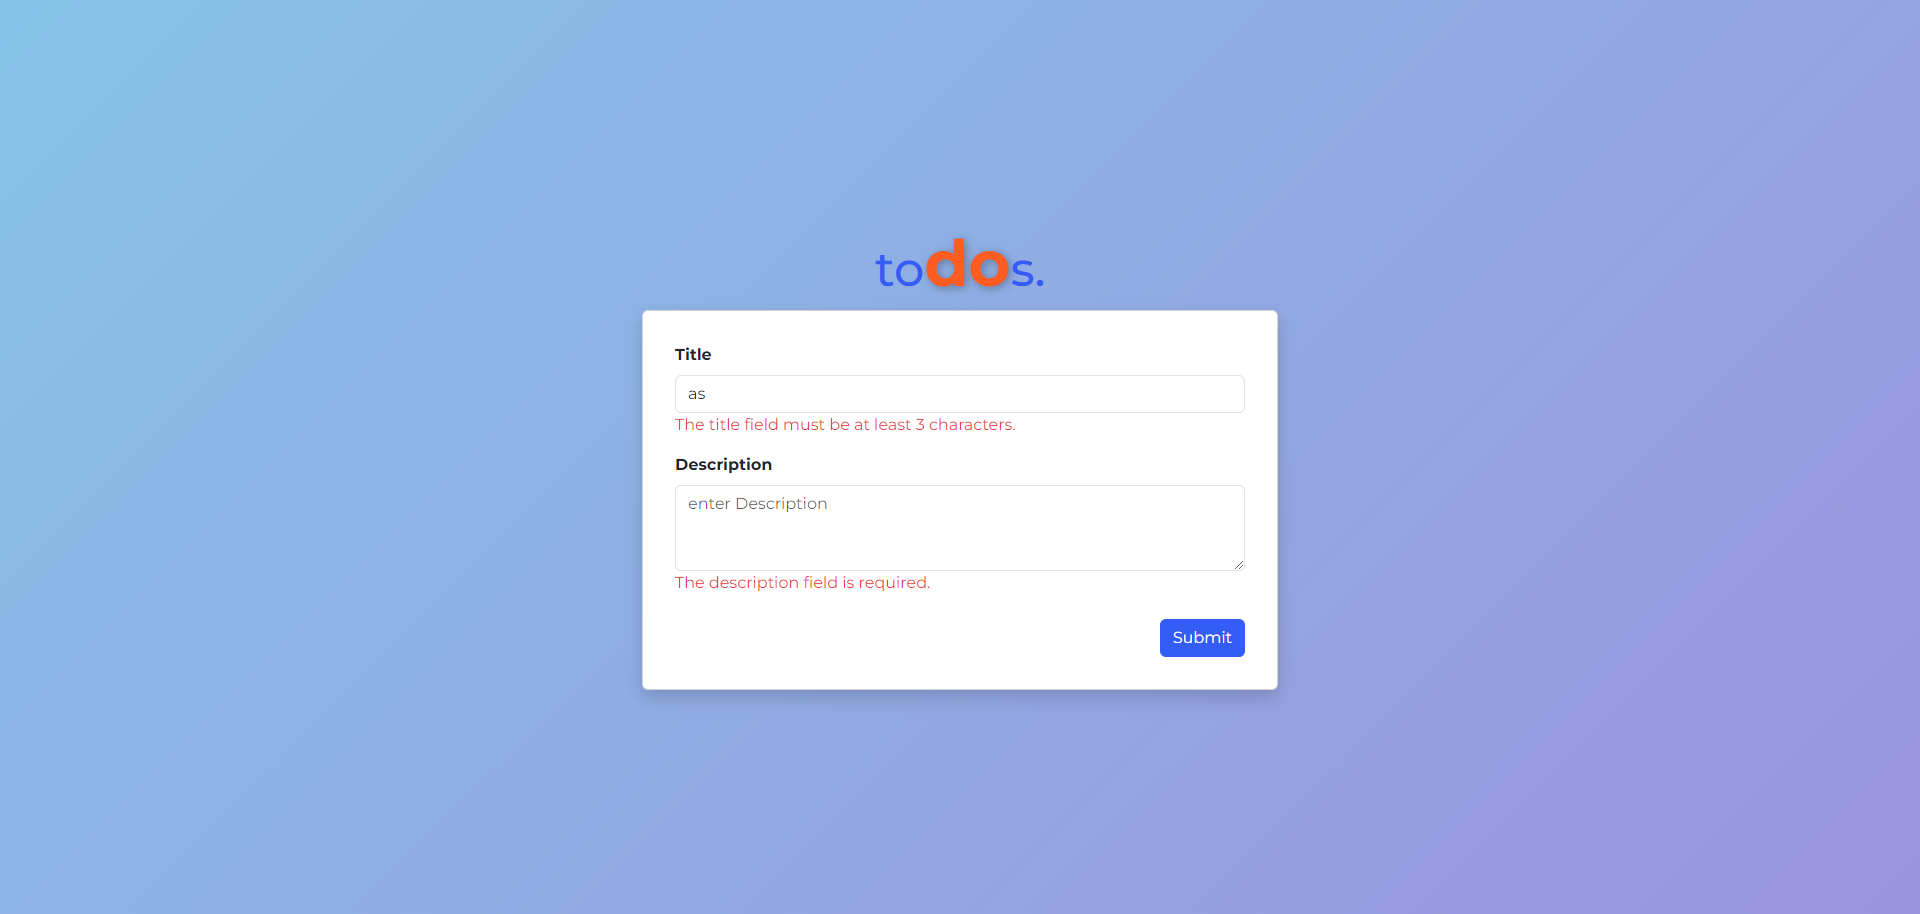 todos.
Title
as
The title field must be at least 3 characters.
Description
enter Description
The description field is required.
Submit